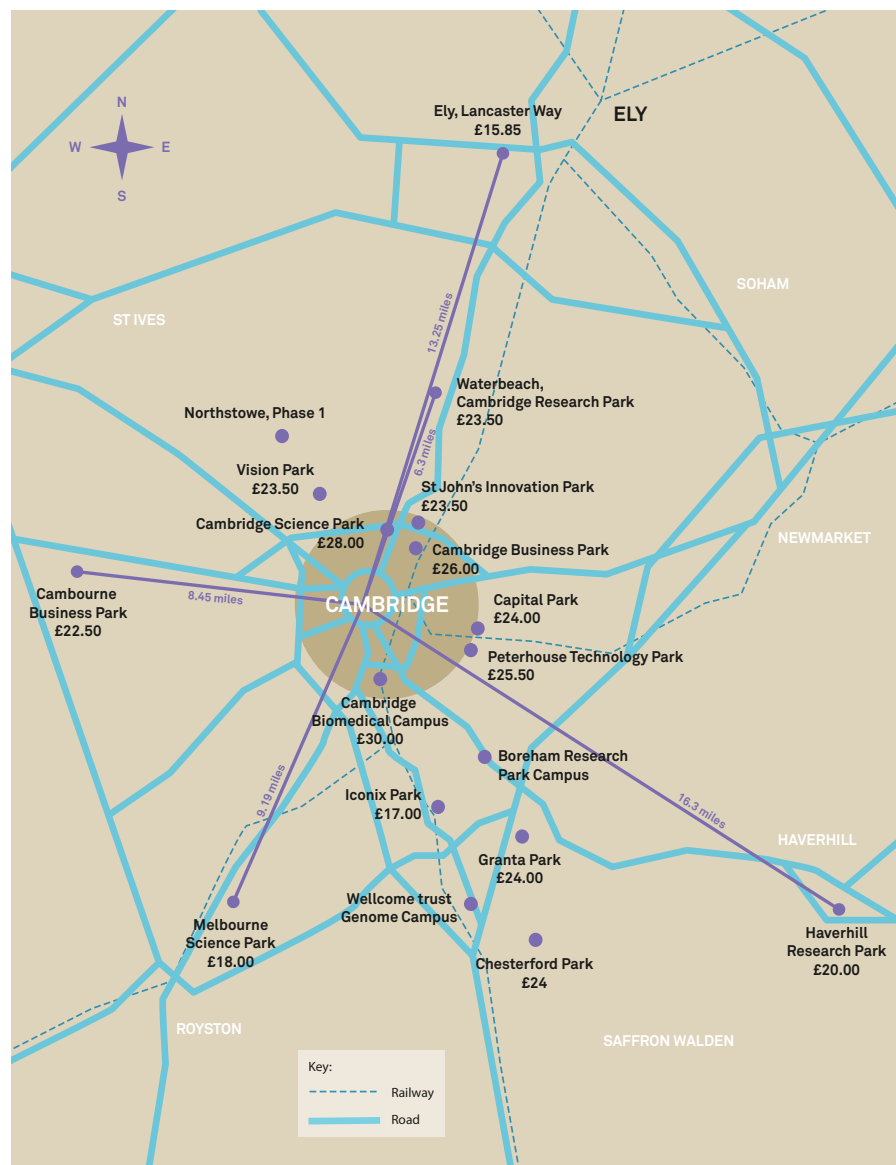 N
W
E
S
Ely, Lancaster Way
£15.85
ELY
SOHAM
ST IVES
13.25 miles
Waterbeach,
Cambridge Research Park
£23.50
Northstowe, Phase 1
6.3 miles
Vision Park
£23.50
St John's Innovation Park
£23.50
Cambridge Science Park
£28.00
Cambridge Business Park
£26.00
NEWMARKET
Cambourne
Business Park
£22.50
8.45 miles
CAMBRIDGE
Capital Park
£24.00
Peterhouse Technology Park
£25.50
Cambridge
Biomedical Campus
£30.00
Boreham Research
Park Campus
9.19 miles
Iconix Park
£17.00
16.3 miles
HAVERHILL
Granta Park
£24.00
Wellcome trust
Genome Campus
Melbourne
Science Park
£18.00
Haverhill
Research Park
£20.00
Chesterford Park
£24
ROYSTON
SAFFRON WALDEN
Key:
Railway
Road